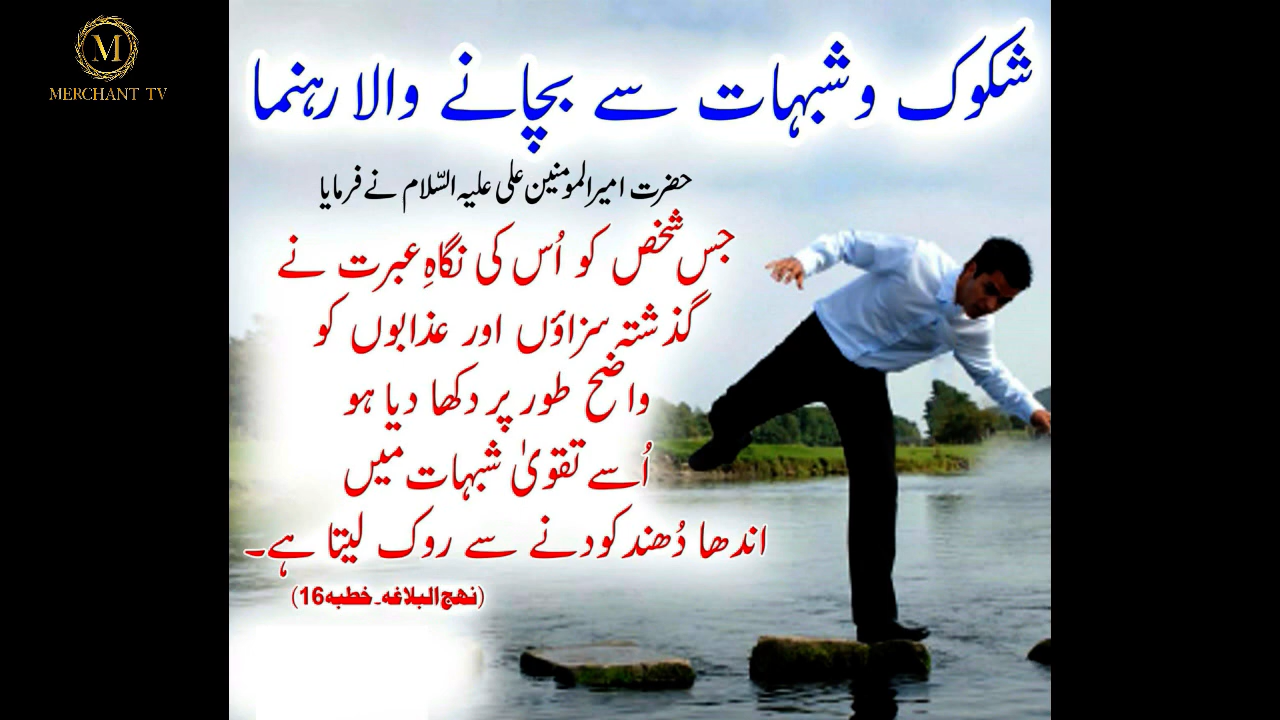 M
MERCHANT TV
شکوک و شبہات سے بچانے والا رہنما
حضرت امیرالمومنین علی علیہ السّلام نے فرمایا
جس شخص کو اُس کی نگاہِ عبرت نے
گذشتہ سزاؤں اور عذابوں کو
واضح طور پر دکھا دیا ہو
اُسے تقویٰ شبہات میں
اندھا دُھند کودنے سے روک لیتا ہے۔
(نھج البلاغہ۔خطبہ16)